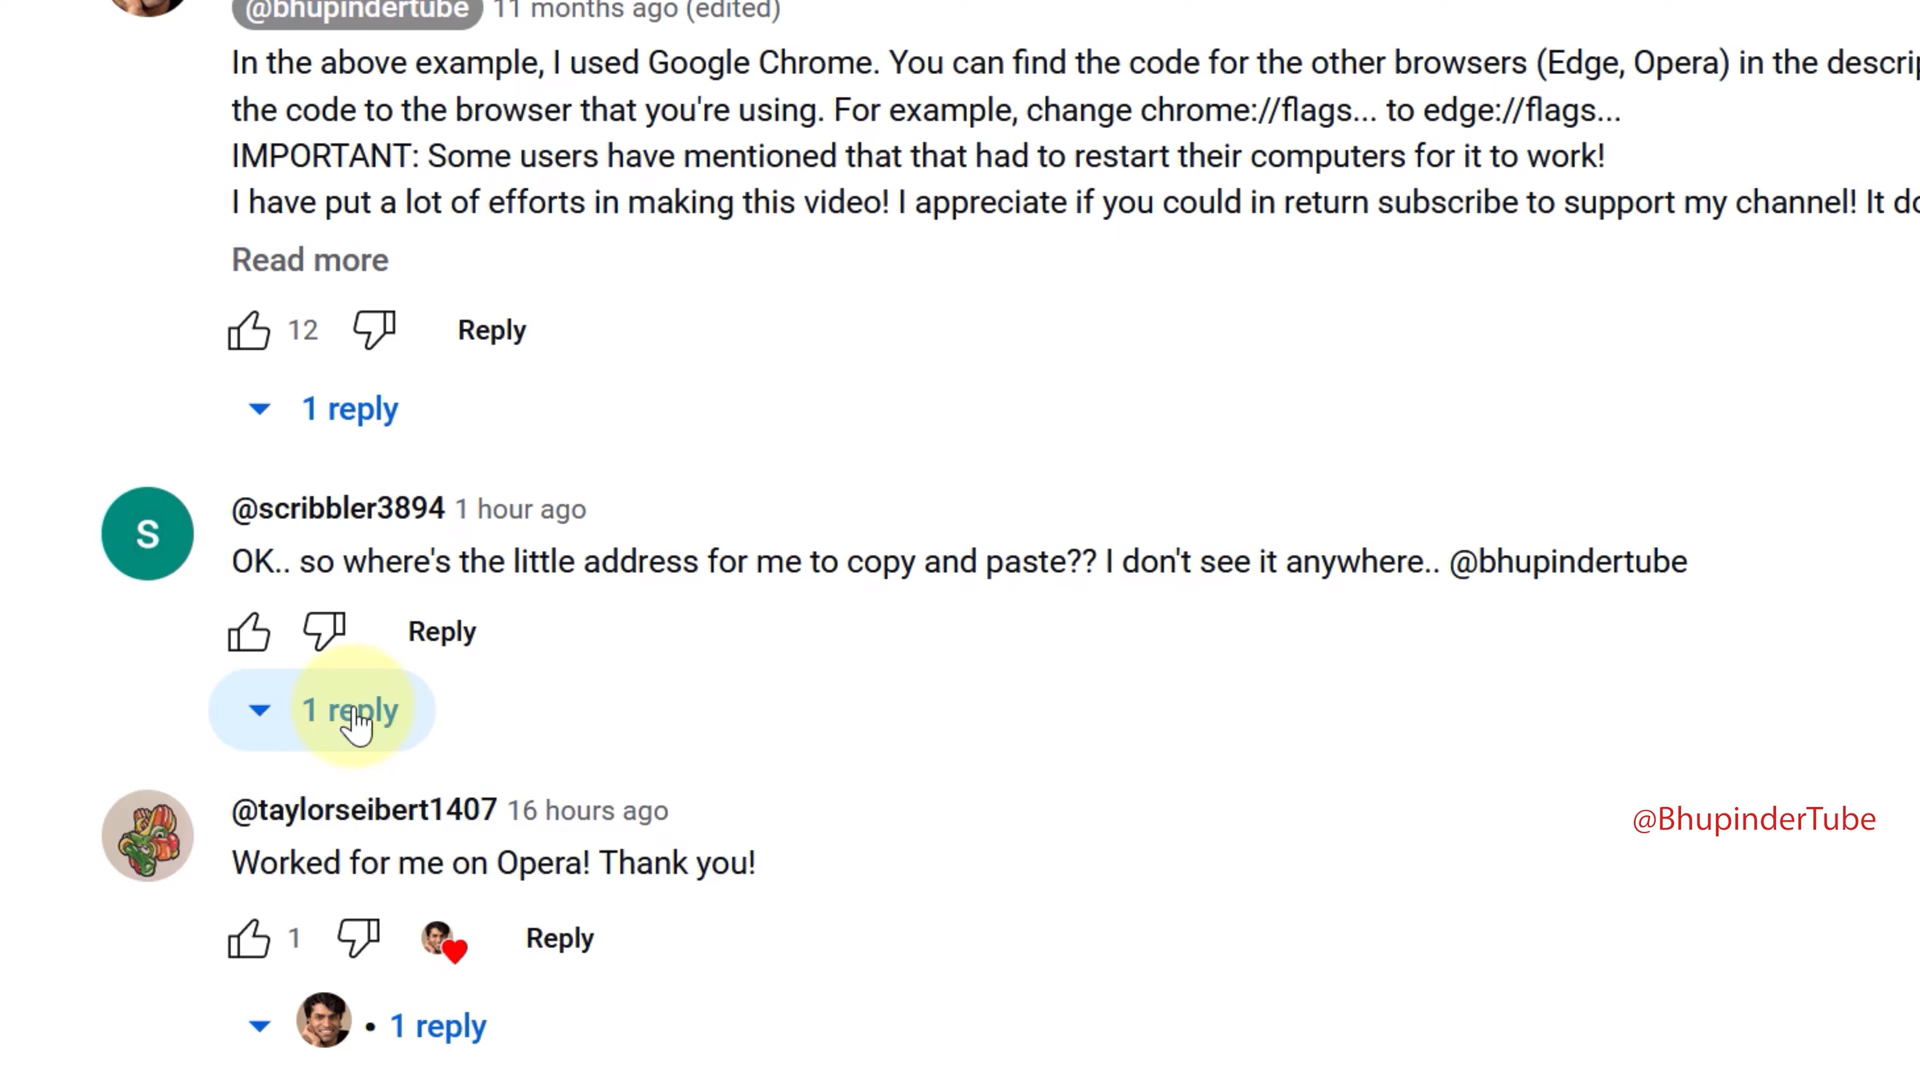 @bhupindertube 11 months ago (edited)
In the above example, I used Google Chrome. You can find the code for the other browsers (Edge, Opera) in the descrip
the code to the browser that you're using. For example, change chrome://flags... to edge://flags...
IMPORTANT: Some users have mentioned that that had to restart their computers for it to work!
I have put a lot of efforts in making this video! I appreciate if you could in return subscribe to support my channel! It do
Read more
12 Reply
1 reply
S
@scribbler3894 1 hour ago
OK.. so where's the little address for me to copy and paste?? I don't see it anywhere.. @bhupindertube
Reply
1 reply
@taylorseibert1407 16 hours ago
@BhupinderTube
Worked for me on Opera! Thank you!
1 Reply
• 1 reply